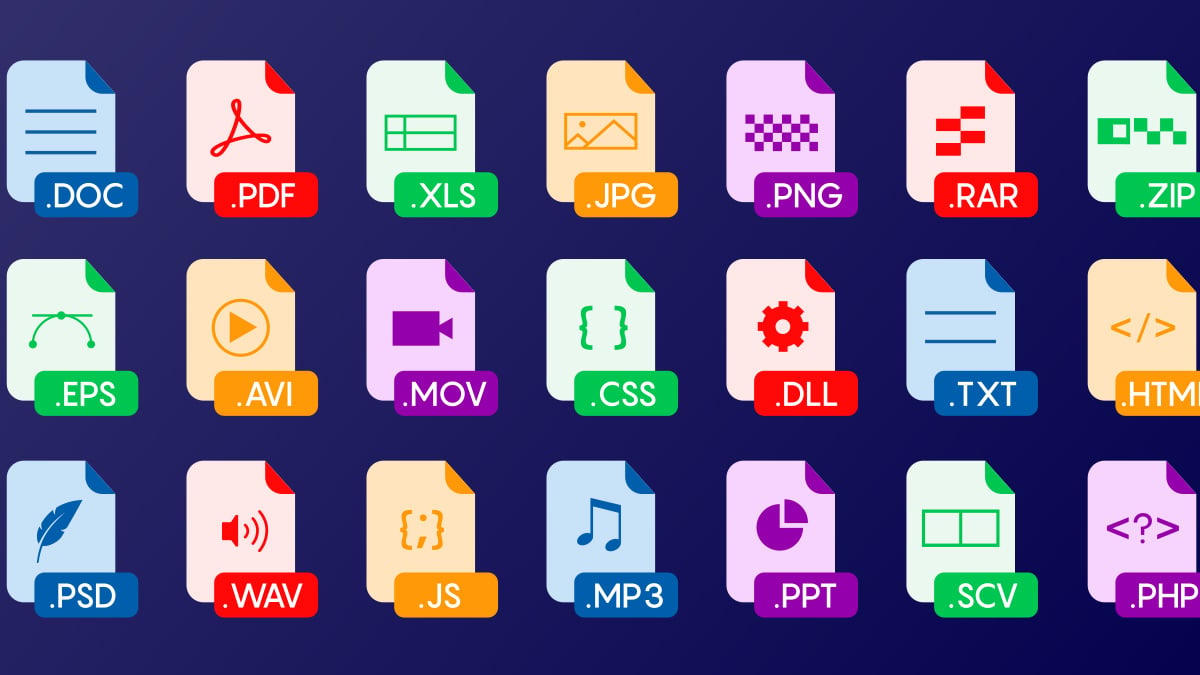 .DOC
.PDF
.XLS
.JPG
.PNG
.RAR
.ZIP
.EPS
.AVI
.MOV
.CSS
.DLL
.TXT
</>
.HTML
.PSD
.WAV
.JS
.MP3
.PPT
.SCV
<?>
.PHP